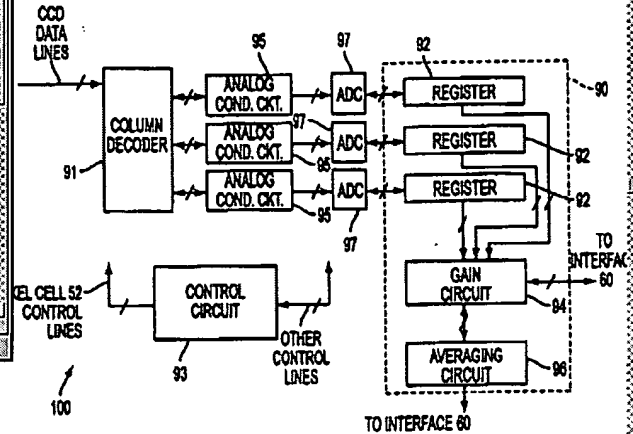 CCD
DATA
LINES
COLUMN
DECODER
91
95
ANALOG
COND. CKT.
97
ADC
92
REGISTER
90
ANALOG
COND. CKT.
95
97
ADC
REGISTER
92
ANALOG
COND. CKT.
95
ADC
97
REGISTER
92
TO
INTERFAC
60
GAIN
CIRCUIT
94
EL CELL 52
CONTROL
LINES
CONTROL
CIRCUIT
93
OTHER
CONTROL
LINES
AVERAGING
CIRCUIT
96
100
TO INTERFACE 60